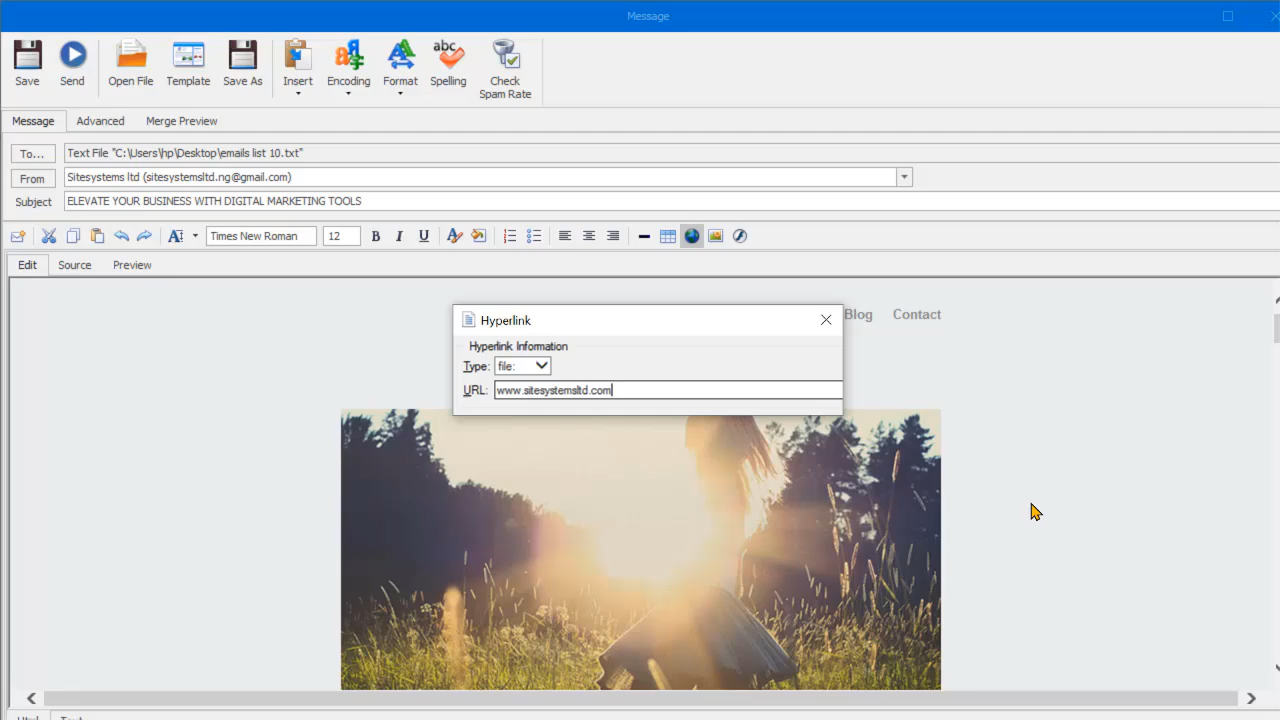 Message
Save
Send
Open File
Template
Save As
Insert
Encoding
Format
abc
Spelling
Check
Spam Rate
Message
Advanced
Merge Preview
To...
Text File "C:\Users\hp\Desktop\emails list 10.txt"
From
Sitesystems ltd (sitesystemsltd.ng@gmail.com)
Subject
ELEVATE YOUR BUSINESS WITH DIGITAL MARKETING TOOLS
Times New Roman
12
B
I
U
Edit
Source
Preview
Blog
Contact
Hyperlink
Hyperlink Information
Type:
file:
URL:
www.sitesystemsltd.com
Html
Text